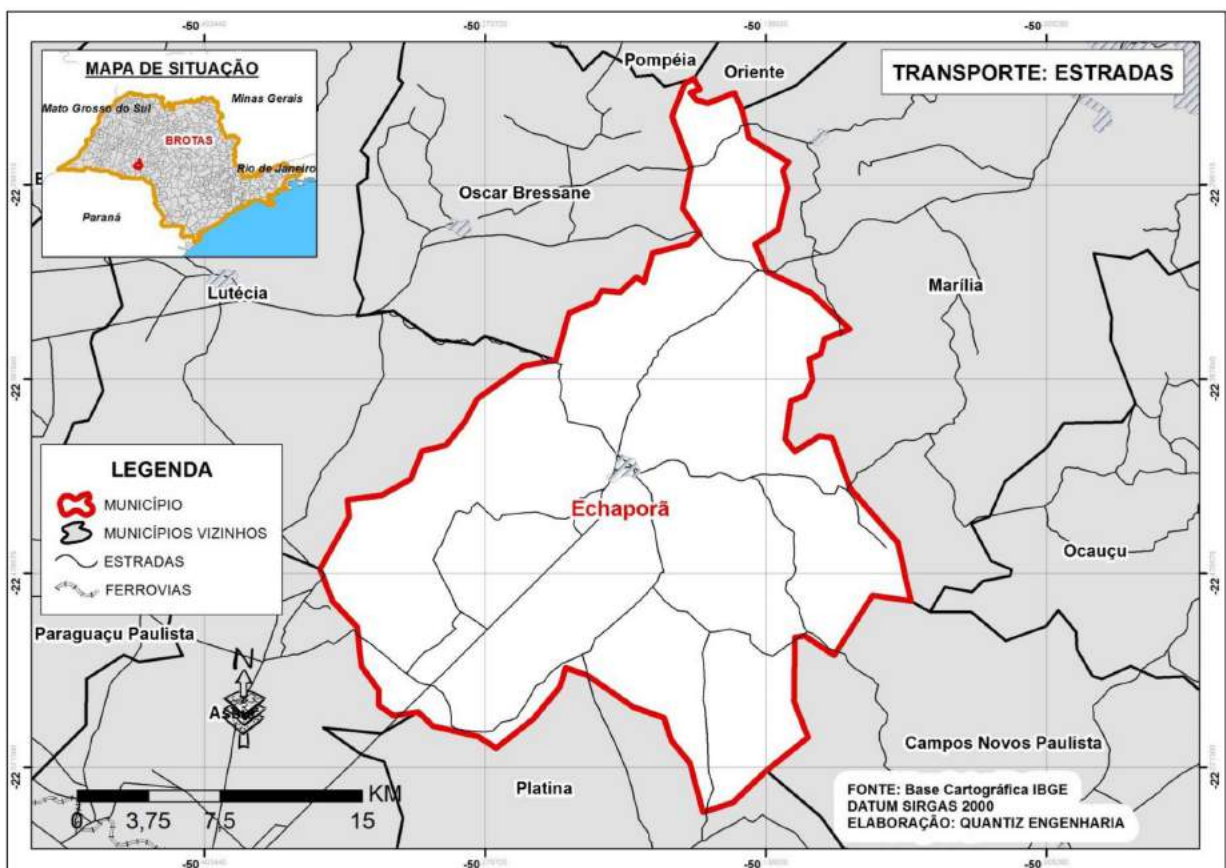 -50
-50
-50
-50
MAPA DE SITUAÇÃO
Mato Grosso do Sul
Minas Gerais
BROTAS
Rio de Janeiro
Paraná
TRANSPORTE: ESTRADAS
Pompéia
Oriente
Oscar Bressane
Lutécia
Marília
-22
-22
-22
-22
-22
-22
-22
-22
LEGENDA
MUNICÍPIO
MUNICÍPIOS VIZINHOS
ESTRADAS
FERROVIAS
Echaporã
Ocauçu
Paraguaçu Paulista
N
Platina
Campos Novos Paulista
0 3,75 7,5 15 KM
FONTE: Base Cartográfica IBGE
DATUM SIRGAS 2000
ELABORAÇÃO: QUANTIZ ENGENHARIA
-50
-50
-50
-50